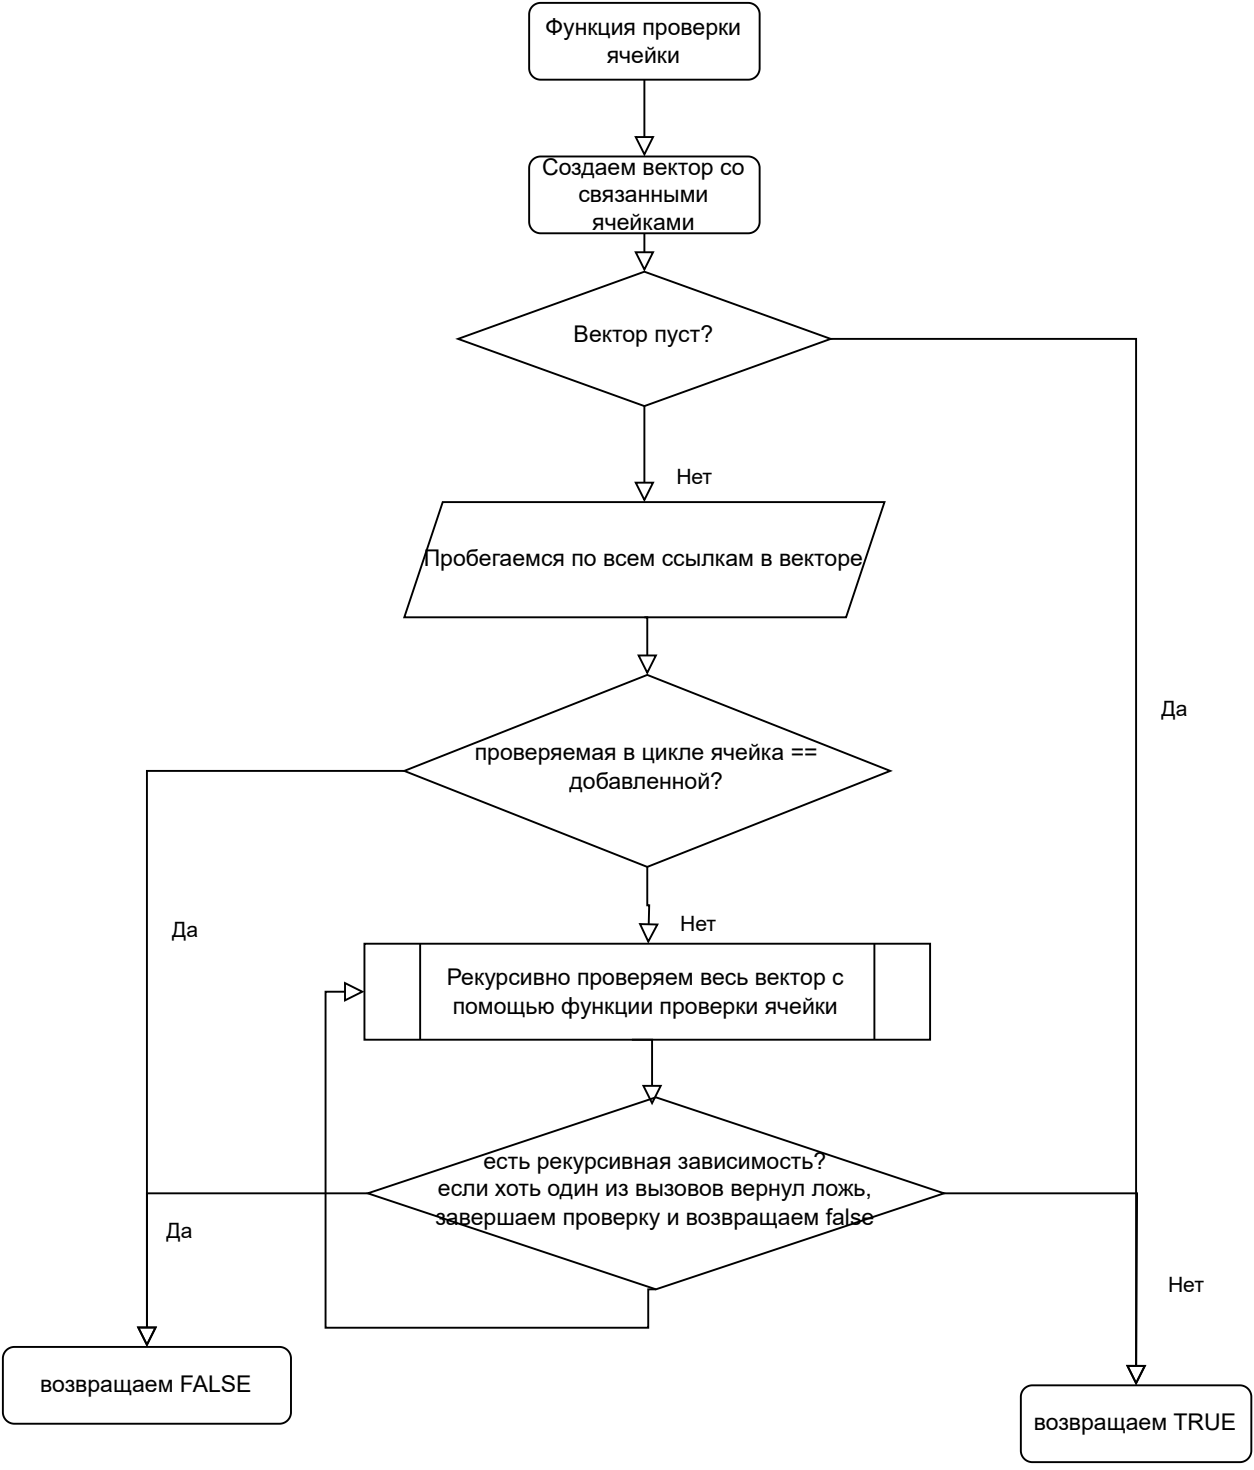 Функция проверки
ячейки
Создаем вектор со
связанными
ячейками
Вектор пуст?
Нет
Пробегаемся по всем ссылкам в векторе
Да
проверяемая в цикле ячейка ==
добавленной?
Да
Нет
Рекурсивно проверяем весь вектор с
помощью функции проверки ячейки
есть рекурсивная зависимость?
если хоть один из вызовов вернул ложь,
завершаем проверку и возвращаем false
Да
Нет
возвращаем FALSE
возвращаем TRUE